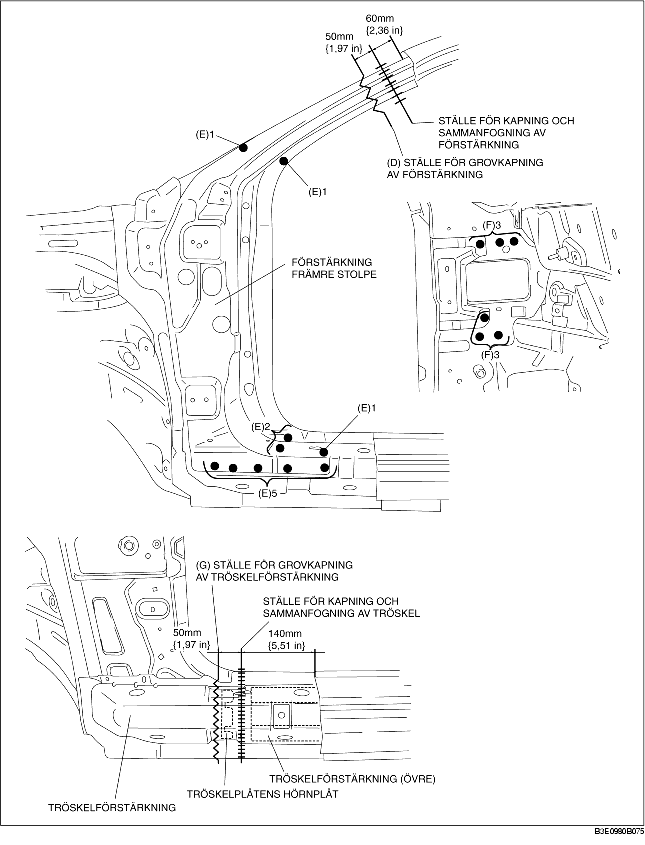 60mm
{2,36 in}
50mm
{1,97 in}
STÄLLE FÖR KAPNING OCH
SAMMANFOGNING AV
FÖRSTÄRKNING
(D) STÄLLE FÖR GROVKAPNING
AV FÖRSTÄRKNING
(E)1
(E)1
(F)3
FÖRSTÄRKNING
FRÄMRE STOLPE
(F)3
(E)1
(E)2
(E)5
(G) STÄLLE FÖR GROVKAPNING
AV TRÖSKELFÖRSTÄRKNING
STÄLLE FÖR KAPNING OCH
SAMMANFOGNING AV TRÖSKEL
50mm
{1,97 in}
140mm
{5,51 in}
TRÖSKELFÖRSTÄRKNING (ÖVRE)
TRÖSKELPLÅTENS HÖRNPLÅT
TRÖSKELFÖRSTÄRKNING
B3E0980B075